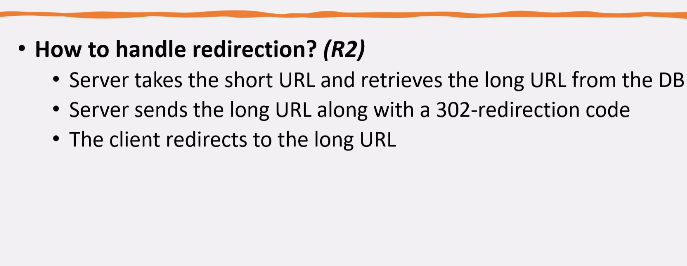 • How to handle redirection? (R2)
• Server takes the short URL and retrieves the long URL from the DB
• Server sends the long URL along with a 302-redirection code
• The client redirects to the long URL